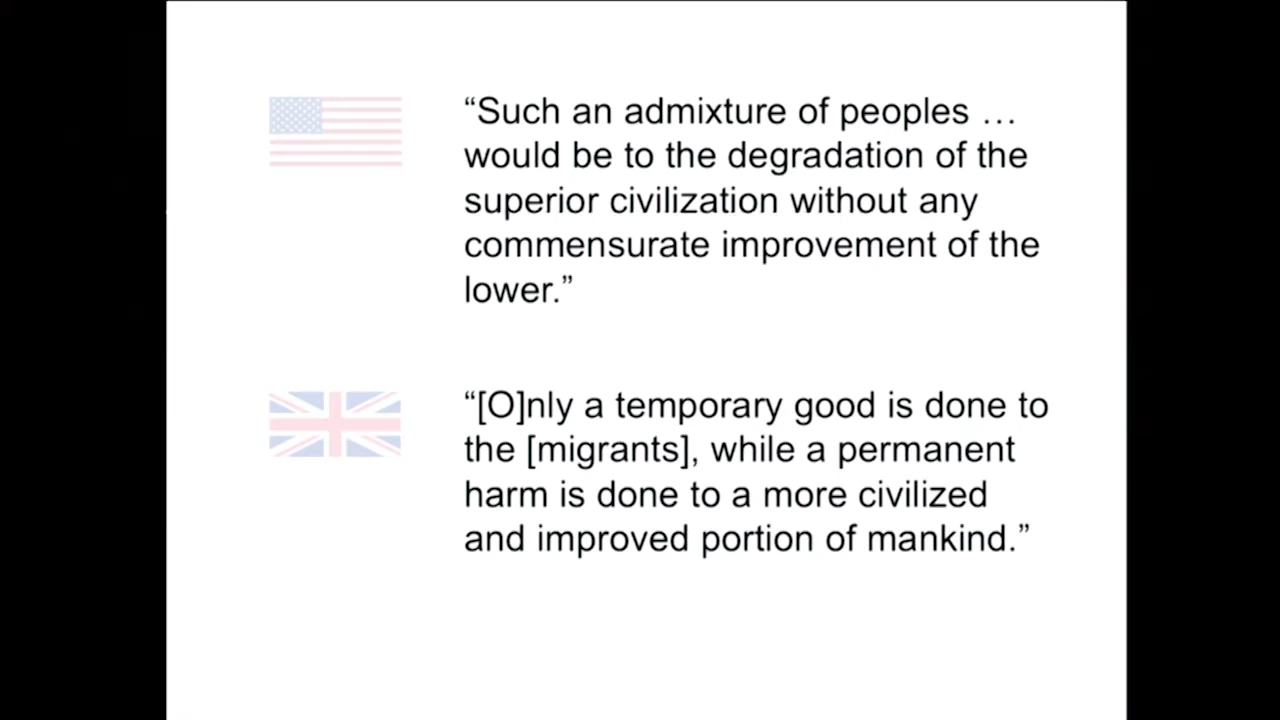 “Such an admixture of peoples …
would be to the degradation of the
superior civilization without any
commensurate improvement of the
lower.”
“[O]nly a temporary good is done to
the [migrants], while a permanent
harm is done to a more civilized
and improved portion of mankind.”